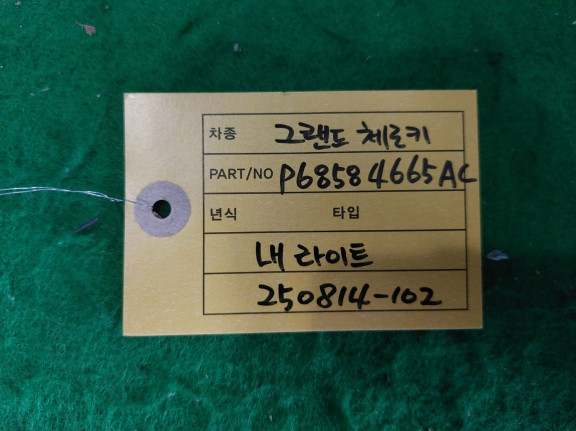 차종 그랜드 체로키
PART/NO P68584665AC
년식 타입
내 라이트
250814-102